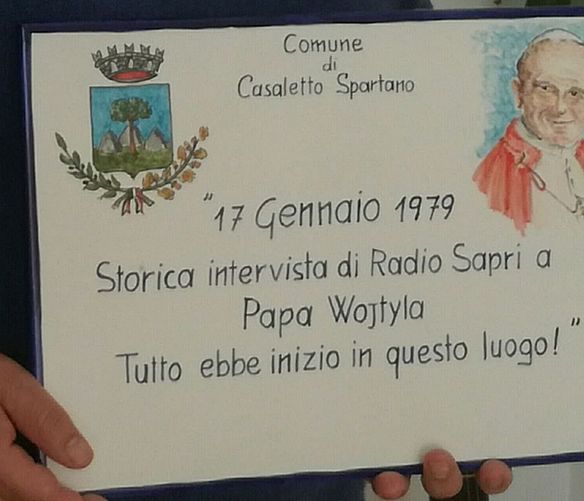 Comune
di
Casaletto Spartano
"17 Gennaio 1979
Storica intervista di Radio Sapri a
Papa Wojtyla
Tutto ebbe inizio in questo luogo!"